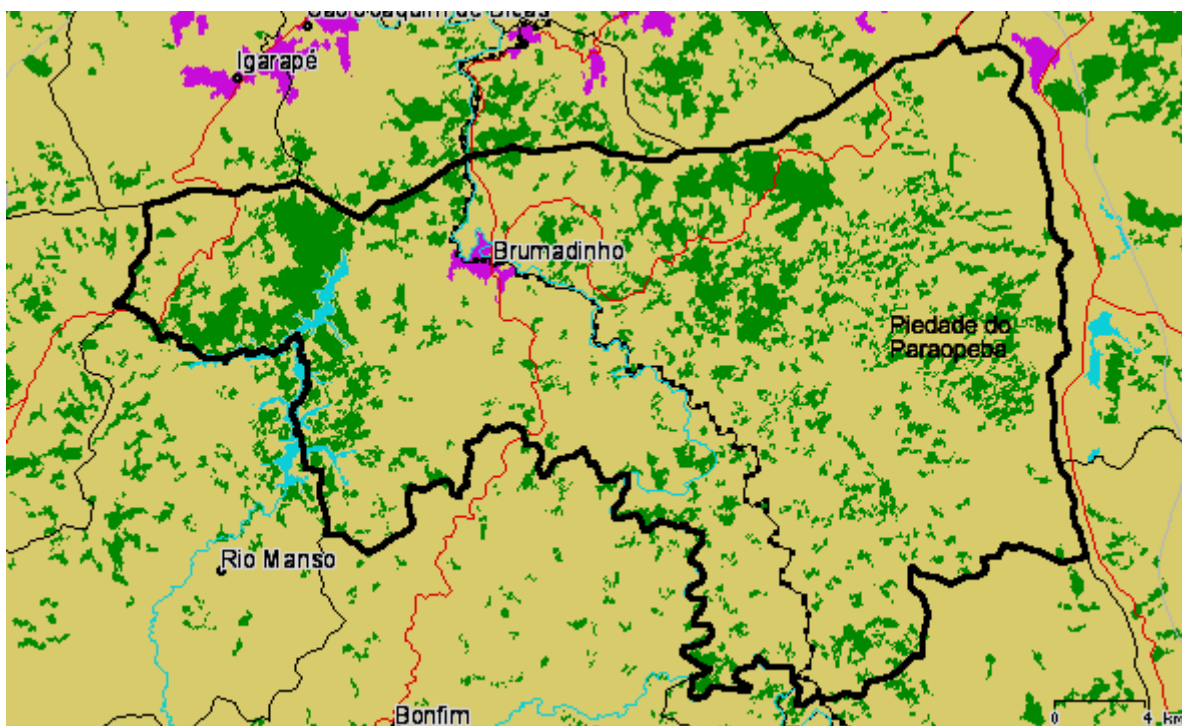 Igarapé
Brumadinho
Piedade do
Paraopeba
Rio Manso
Bonfim
0 4 km